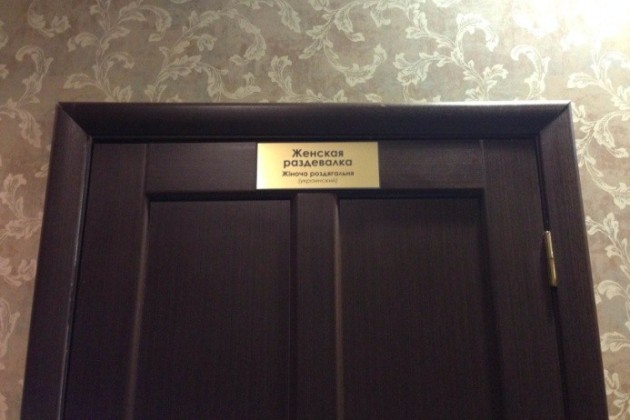 Женская
раздевалка
Жіноча роздягальня
(украинский)